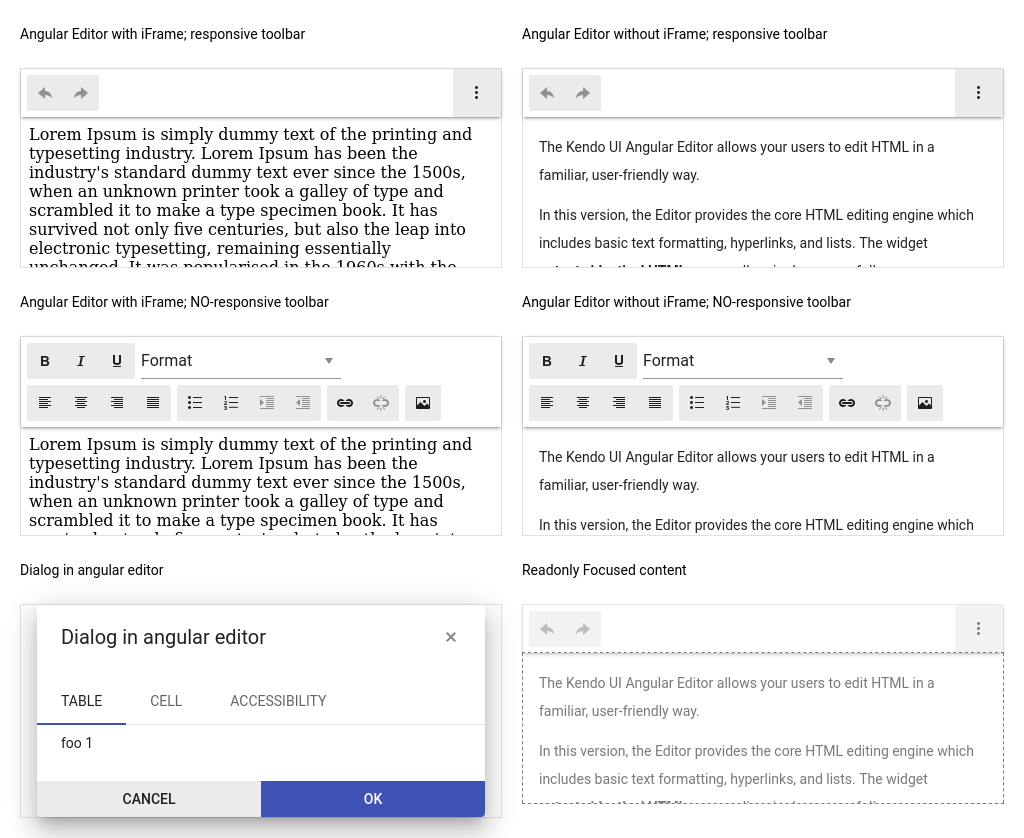 Angular Editor with iFrame; responsive toolbar
Lorem Ipsum is simply dummy text of the printing and
typesetting industry. Lorem Ipsum has been the
industry's standard dummy text ever since the 1500s,
when an unknown printer took a galley of type and
scrambled it to make a type specimen book. It has
survived not only five centuries, but also the leap into
electronic typesetting, remaining essentially
unchanged. It was popularised in the 1960s with the
Angular Editor without iFrame; responsive toolbar
The Kendo UI Angular Editor allows your users to edit HTML in a
familiar, user-friendly way.
In this version, the Editor provides the core HTML editing engine which
includes basic text formatting, hyperlinks, and lists. The widget
Angular Editor with iFrame; NO-responsive toolbar
B I U Format
Lorem Ipsum is simply dummy text of the printing and
typesetting industry. Lorem Ipsum has been the
industry's standard dummy text ever since the 1500s,
when an unknown printer took a galley of type and
scrambled it to make a type specimen book. It has
Angular Editor without iFrame; NO-responsive toolbar
B I U Format
The Kendo UI Angular Editor allows your users to edit HTML in a
familiar, user-friendly way.
In this version, the Editor provides the core HTML editing engine which
Dialog in angular editor
Dialog in angular editor
TABLE CELL ACCESSIBILITY
foo 1
CANCEL OK
Readonly Focused content
The Kendo UI Angular Editor allows your users to edit HTML in a
familiar, user-friendly way.
In this version, the Editor provides the core HTML editing engine which
includes basic text formatting, hyperlinks, and lists. The widget